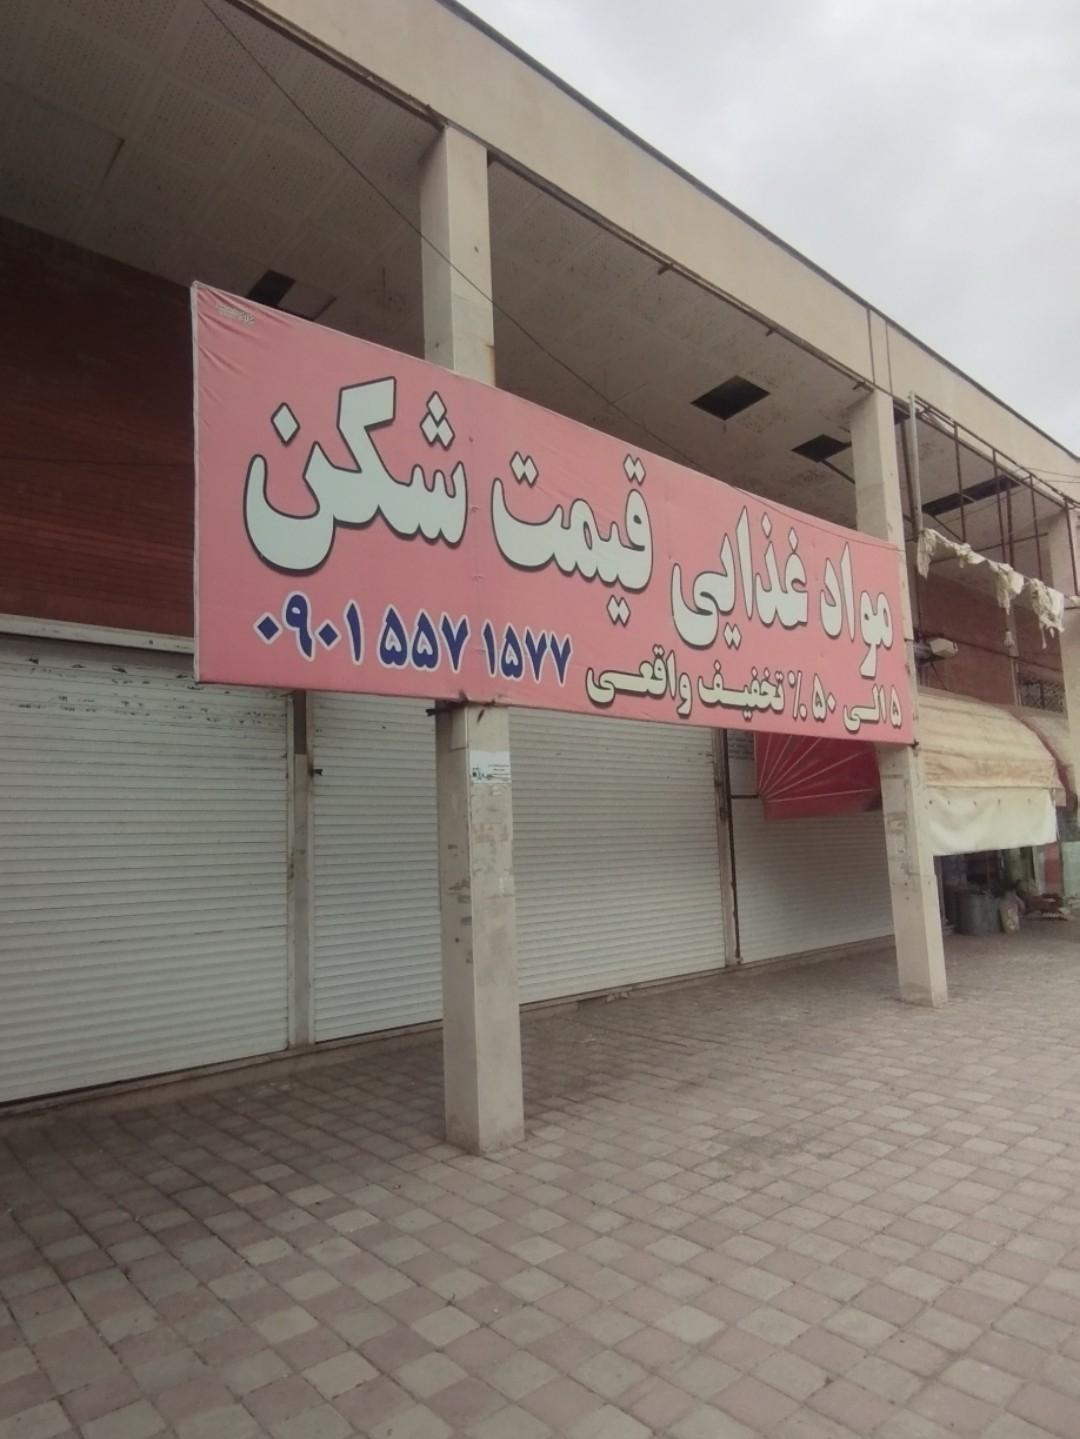 مواد غذایی قیمت شکن
۵ الی ۵۰٪ تخفیف واقعی
۰۹۰۱ ۵۵۷ ۱۵۷۷